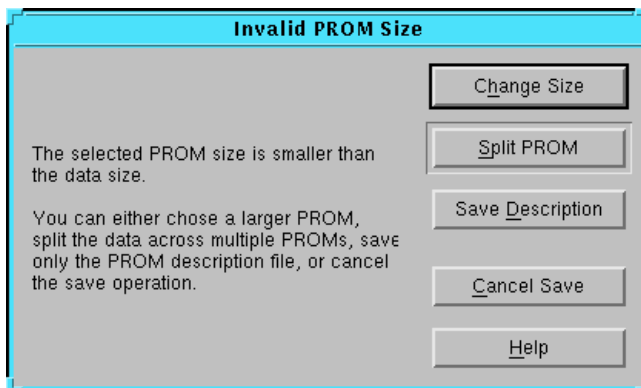 Invalid PROM Size
Change Size
The selected PROM size is smaller than
the data size.
Split PROM
You can either chose a larger PROM,
split the data across multiple PROMs, save
only the PROM description file, or cancel
the save operation.
Save Description
Cancel Save
Help